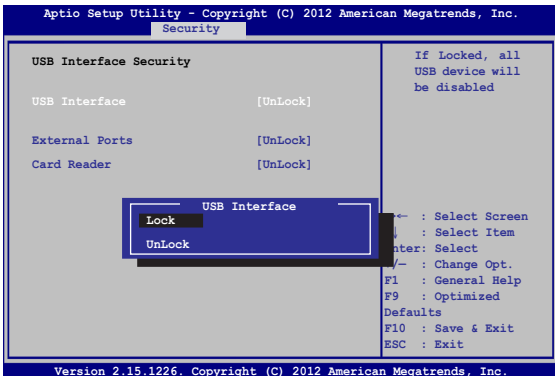 Aptio Setup Utility - Copyright (C) 2012 American Megatrends, Inc.
Security
USB Interface Security
USB Interface [UnLock]
External Ports [UnLock]
Card Reader [UnLock]
If Locked, all
USB device will
be disabled
USB Interface
Lock
UnLock
→← : Select Screen
↓ : Select Item
nter: Select
/— : Change Opt.
F1 : General Help
F9 : Optimized
Defaults
F10 : Save & Exit
ESC : Exit
Version 2.15.1226. Copyright (C) 2012 American Megatrends, Inc.